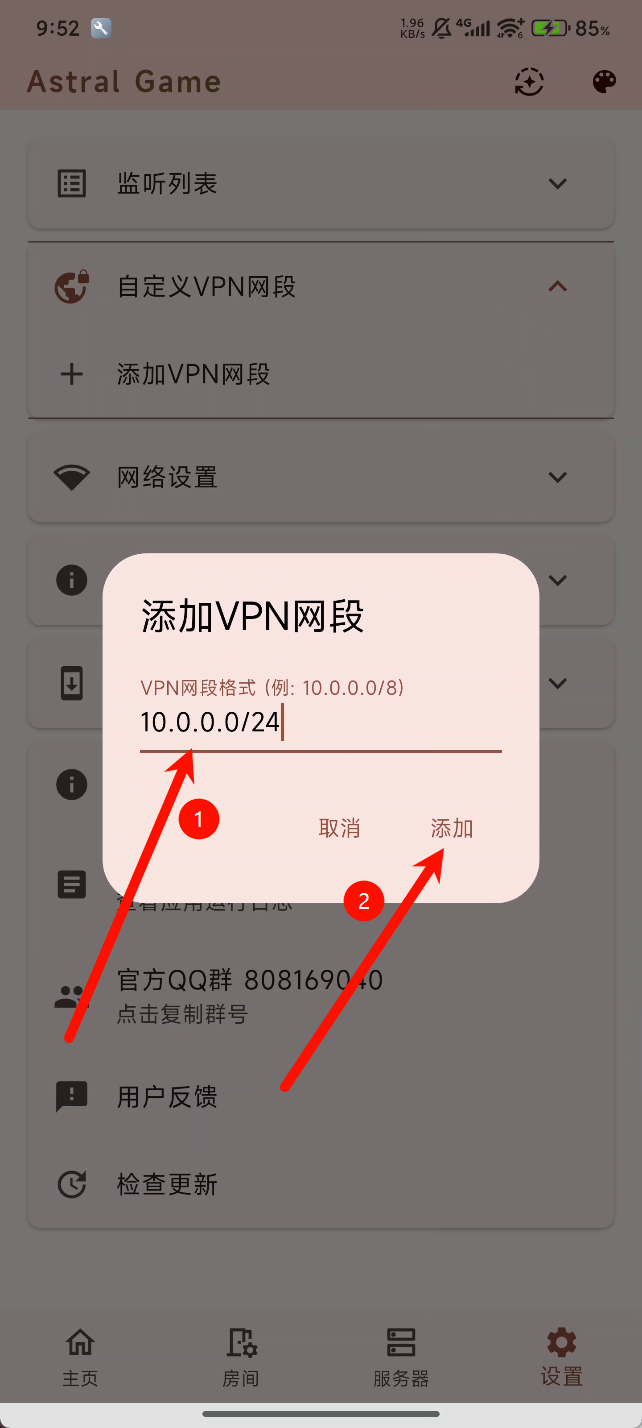 9:52
1.96
KB/s
4G
6
85%
Astral Game
监听列表
自定义VPN网段
添加VPN网段
网络设置
添加VPN网段
VPN网段格式 (例: 10.0.0.0/8)
10.0.0.0/24
1
取消
添加
2
查看应用运行日志
官方QQ群 808169040
点击复制群号
用户反馈
检查更新
主页
房间
服务器
设置